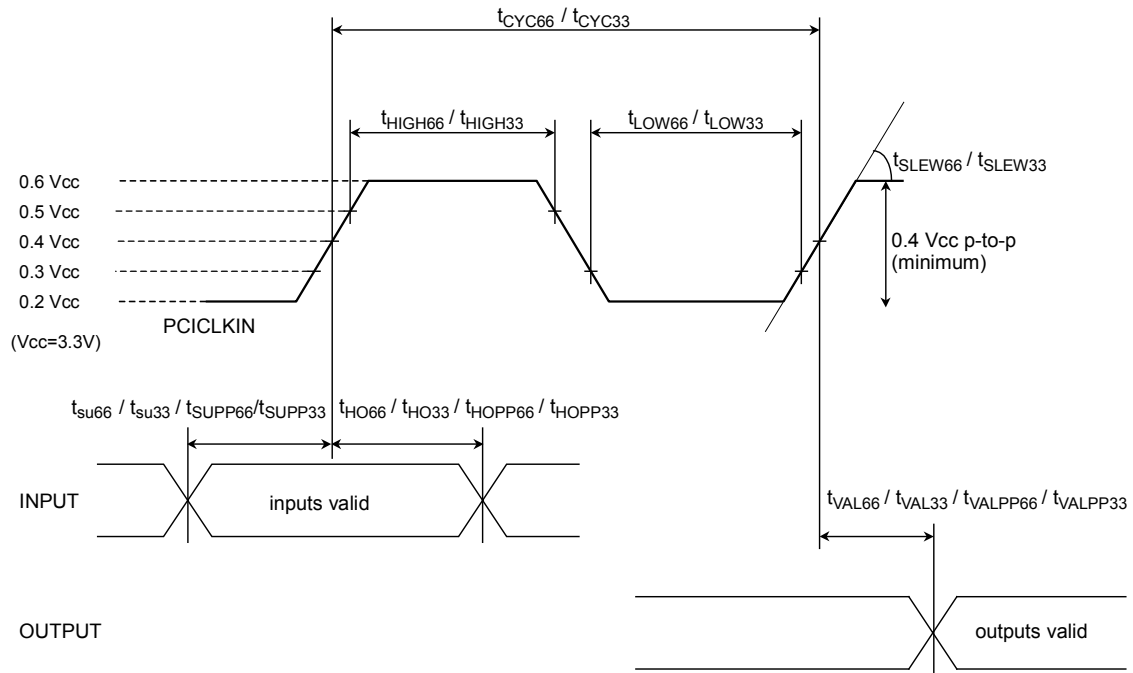 tCYC66 / tCYC33
tHIGH66 / tHIGH33
tLOW66 / tLOW33
tSLEW66 / tSLEW33
0.6 Vcc
0.5 Vcc
0.4 Vcc
0.3 Vcc
0.2 Vcc
0.4 Vcc p-to-p
(minimum)
PCICLKIN
(Vcc=3.3V)
tsu66 / tsu33 / tSUPP66/tSUPP33
tHO66 / tHO33 / tHOPP66 / tHOPP33
INPUT
inputs valid
tVAL66 / tVAL33 / tVALPP66 / tVALPP33
OUTPUT
outputs valid